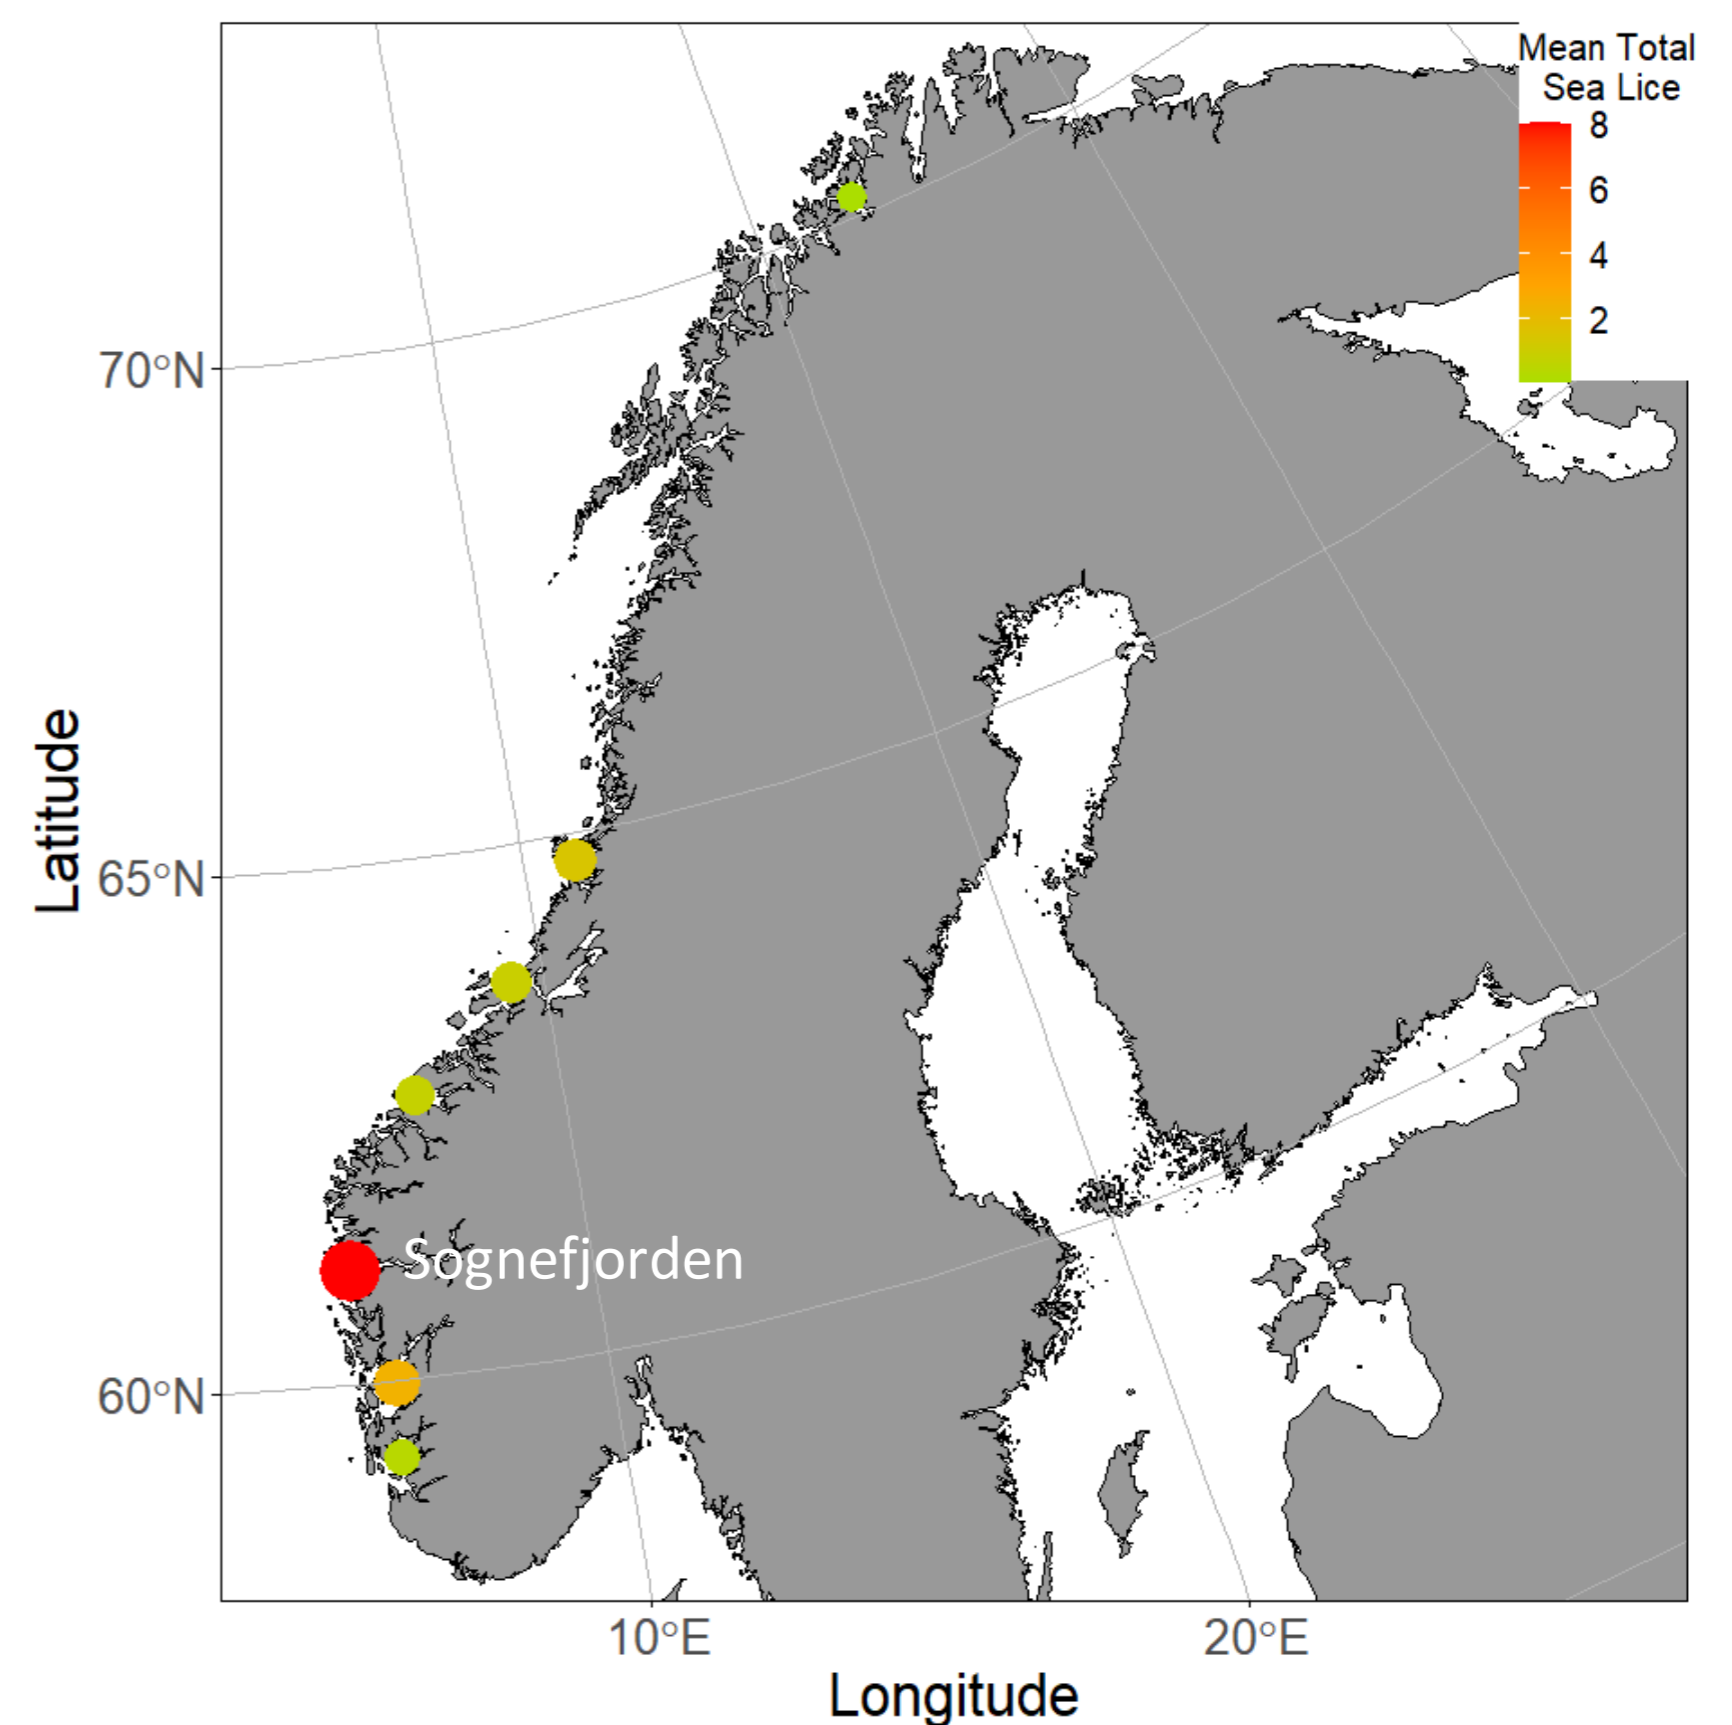 Mean Total
Sea Lice
8
6
4
2
70°N
65°N
60°N
Latitude
Sognefjorden
10°E
20°E
Longitude